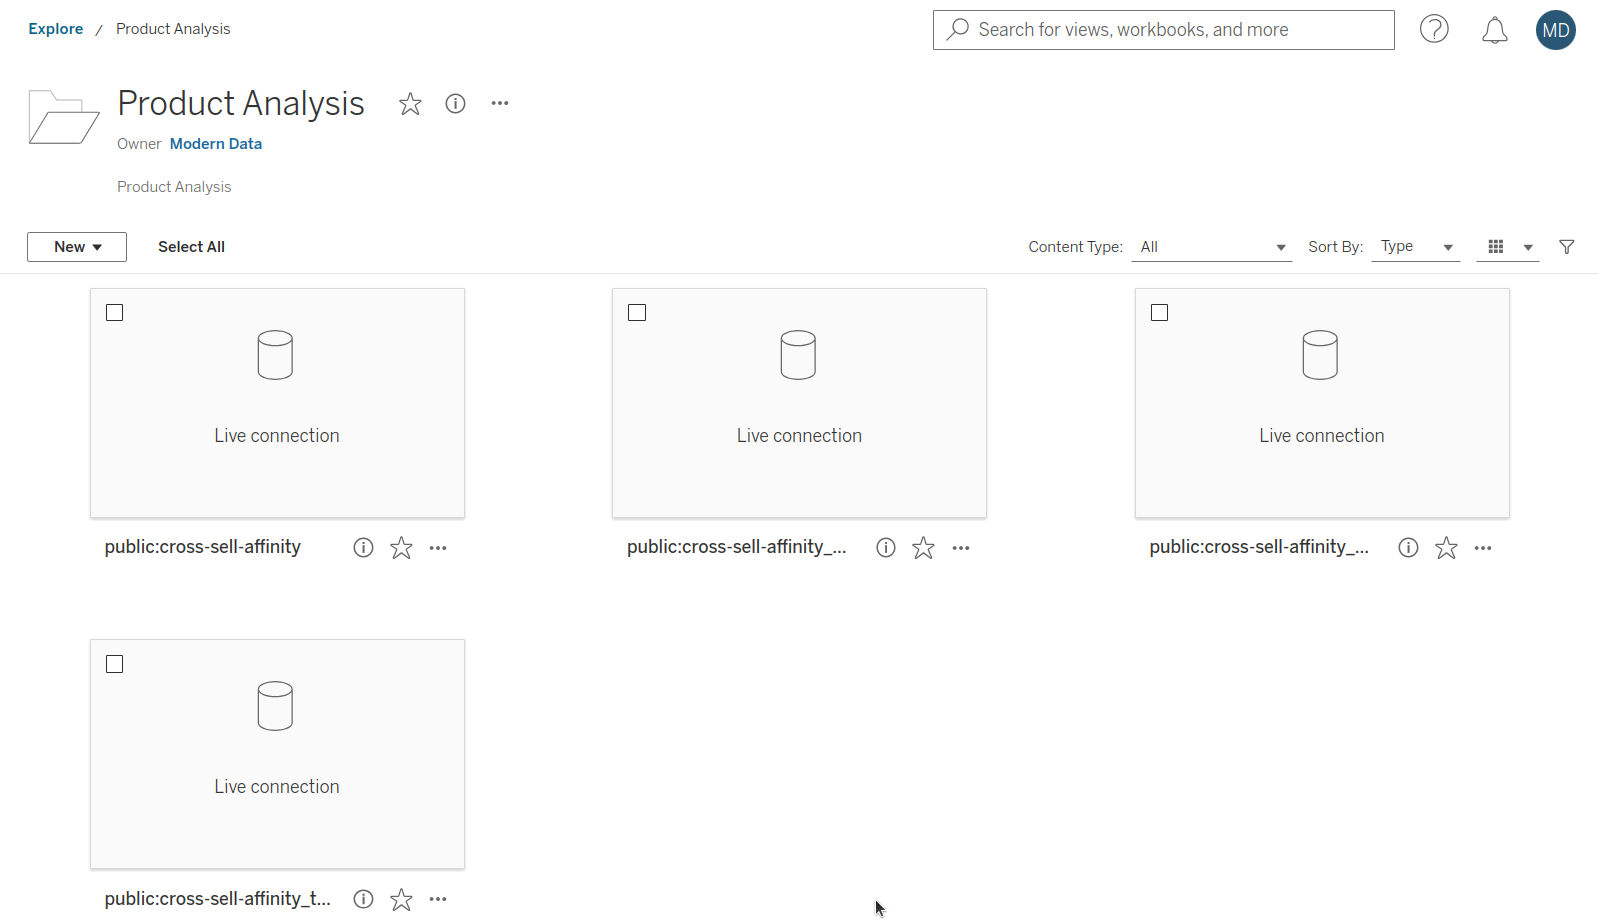 Explore / Product Analysis
Search for views, workbooks, and more
MD
Product Analysis
Owner Modern Data
Product Analysis
New
Select All
Content Type: All
Sort By: Type
Live connection
Live connection
Live connection
public:cross-sell-affinity
public:cross-sell-affinity_...
public:cross-sell-affinity_...
Live connection
public:cross-sell-affinity_t...